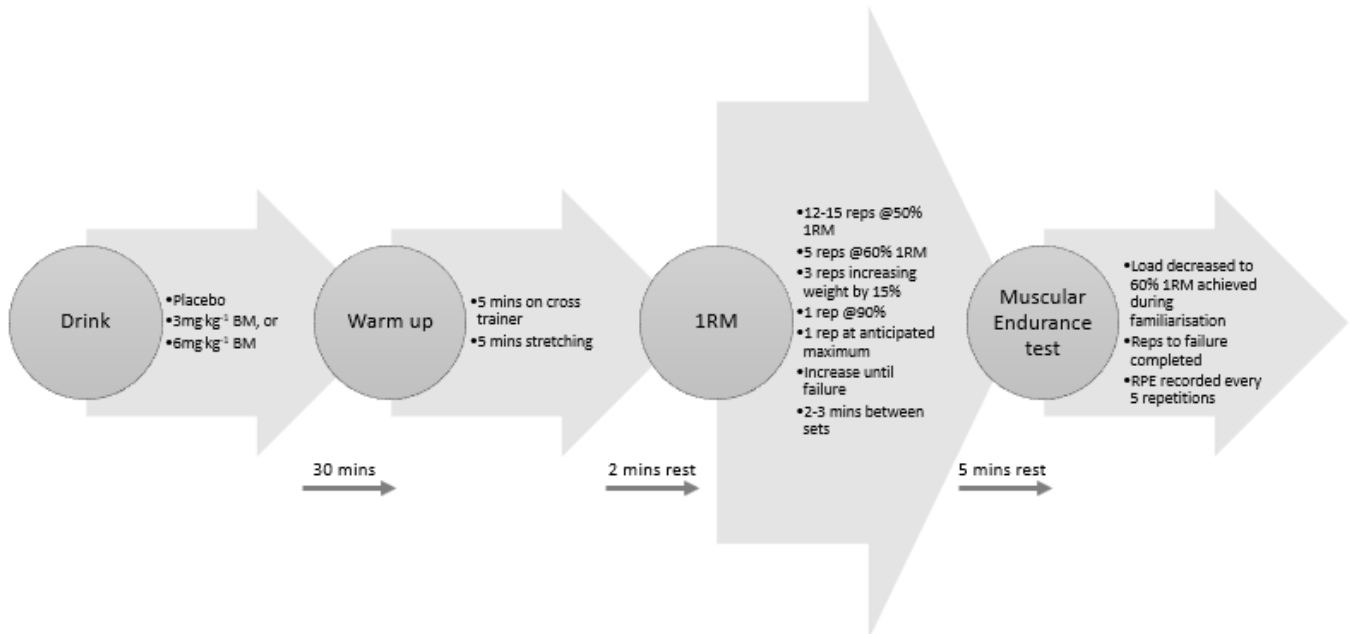 Drink
•Placebo
•3mg kg⁻¹ BM, or
•6mg kg⁻¹ BM
30 mins
Warm up
•5 mins on cross
trainer
•5 mins stretching
2 mins rest
1RM
•12-15 reps @50%
1RM
•5 reps @60% 1RM
•3 reps increasing
weight by 15%
•1 rep @90%
•1 rep at anticipated
maximum
•Increase until
failure
•2-3 mins between
sets
5 mins rest
Muscular
Endurance
test
•Load decreased to
60% 1RM achieved
during
familiarisation
•Reps to failure
completed
•RPE recorded every
5 repetitions